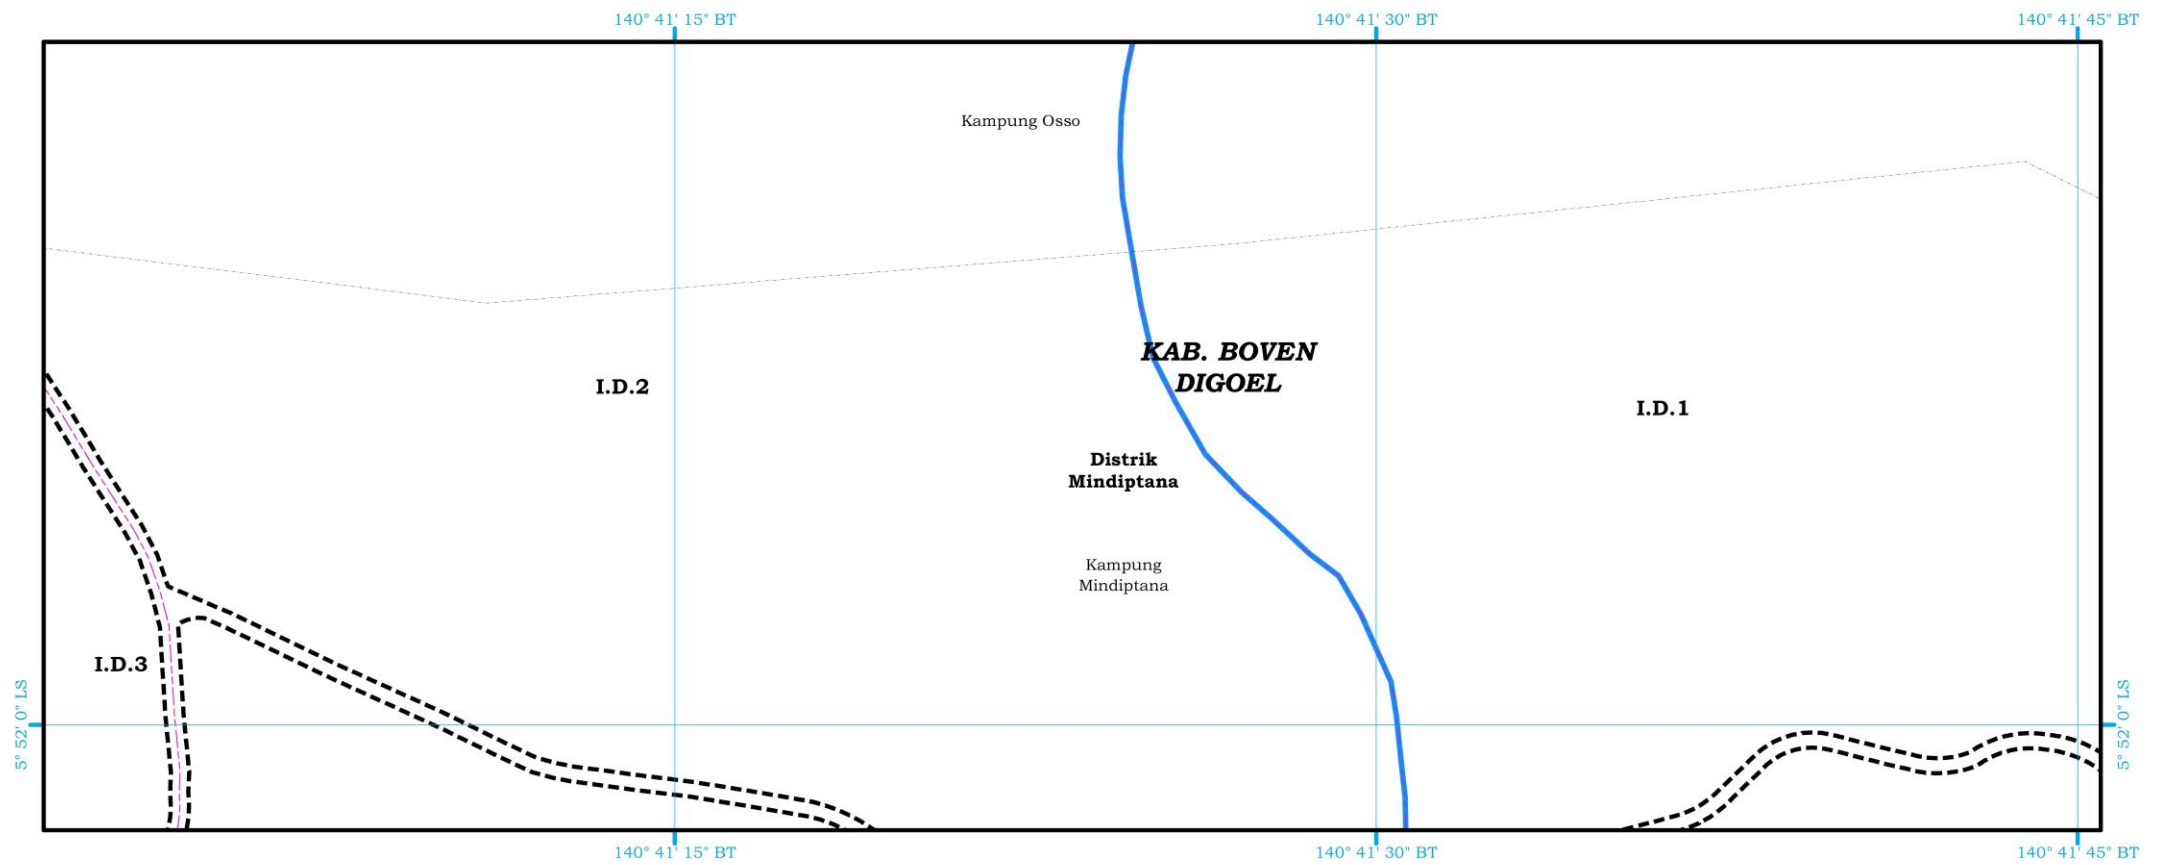 140° 41' 15" BT
140° 41' 30" BT
140° 41' 45" BT
Kampung Osso
KAB. BOVEN
DIGOEL
I.D.2
I.D.1
Distrik
Mindiptana
Kampung
Mindiptana
I.D.3
5° 52' 0" LS
5° 52' 0" LS
140° 41' 15" BT
140° 41' 30" BT
140° 41' 45" BT